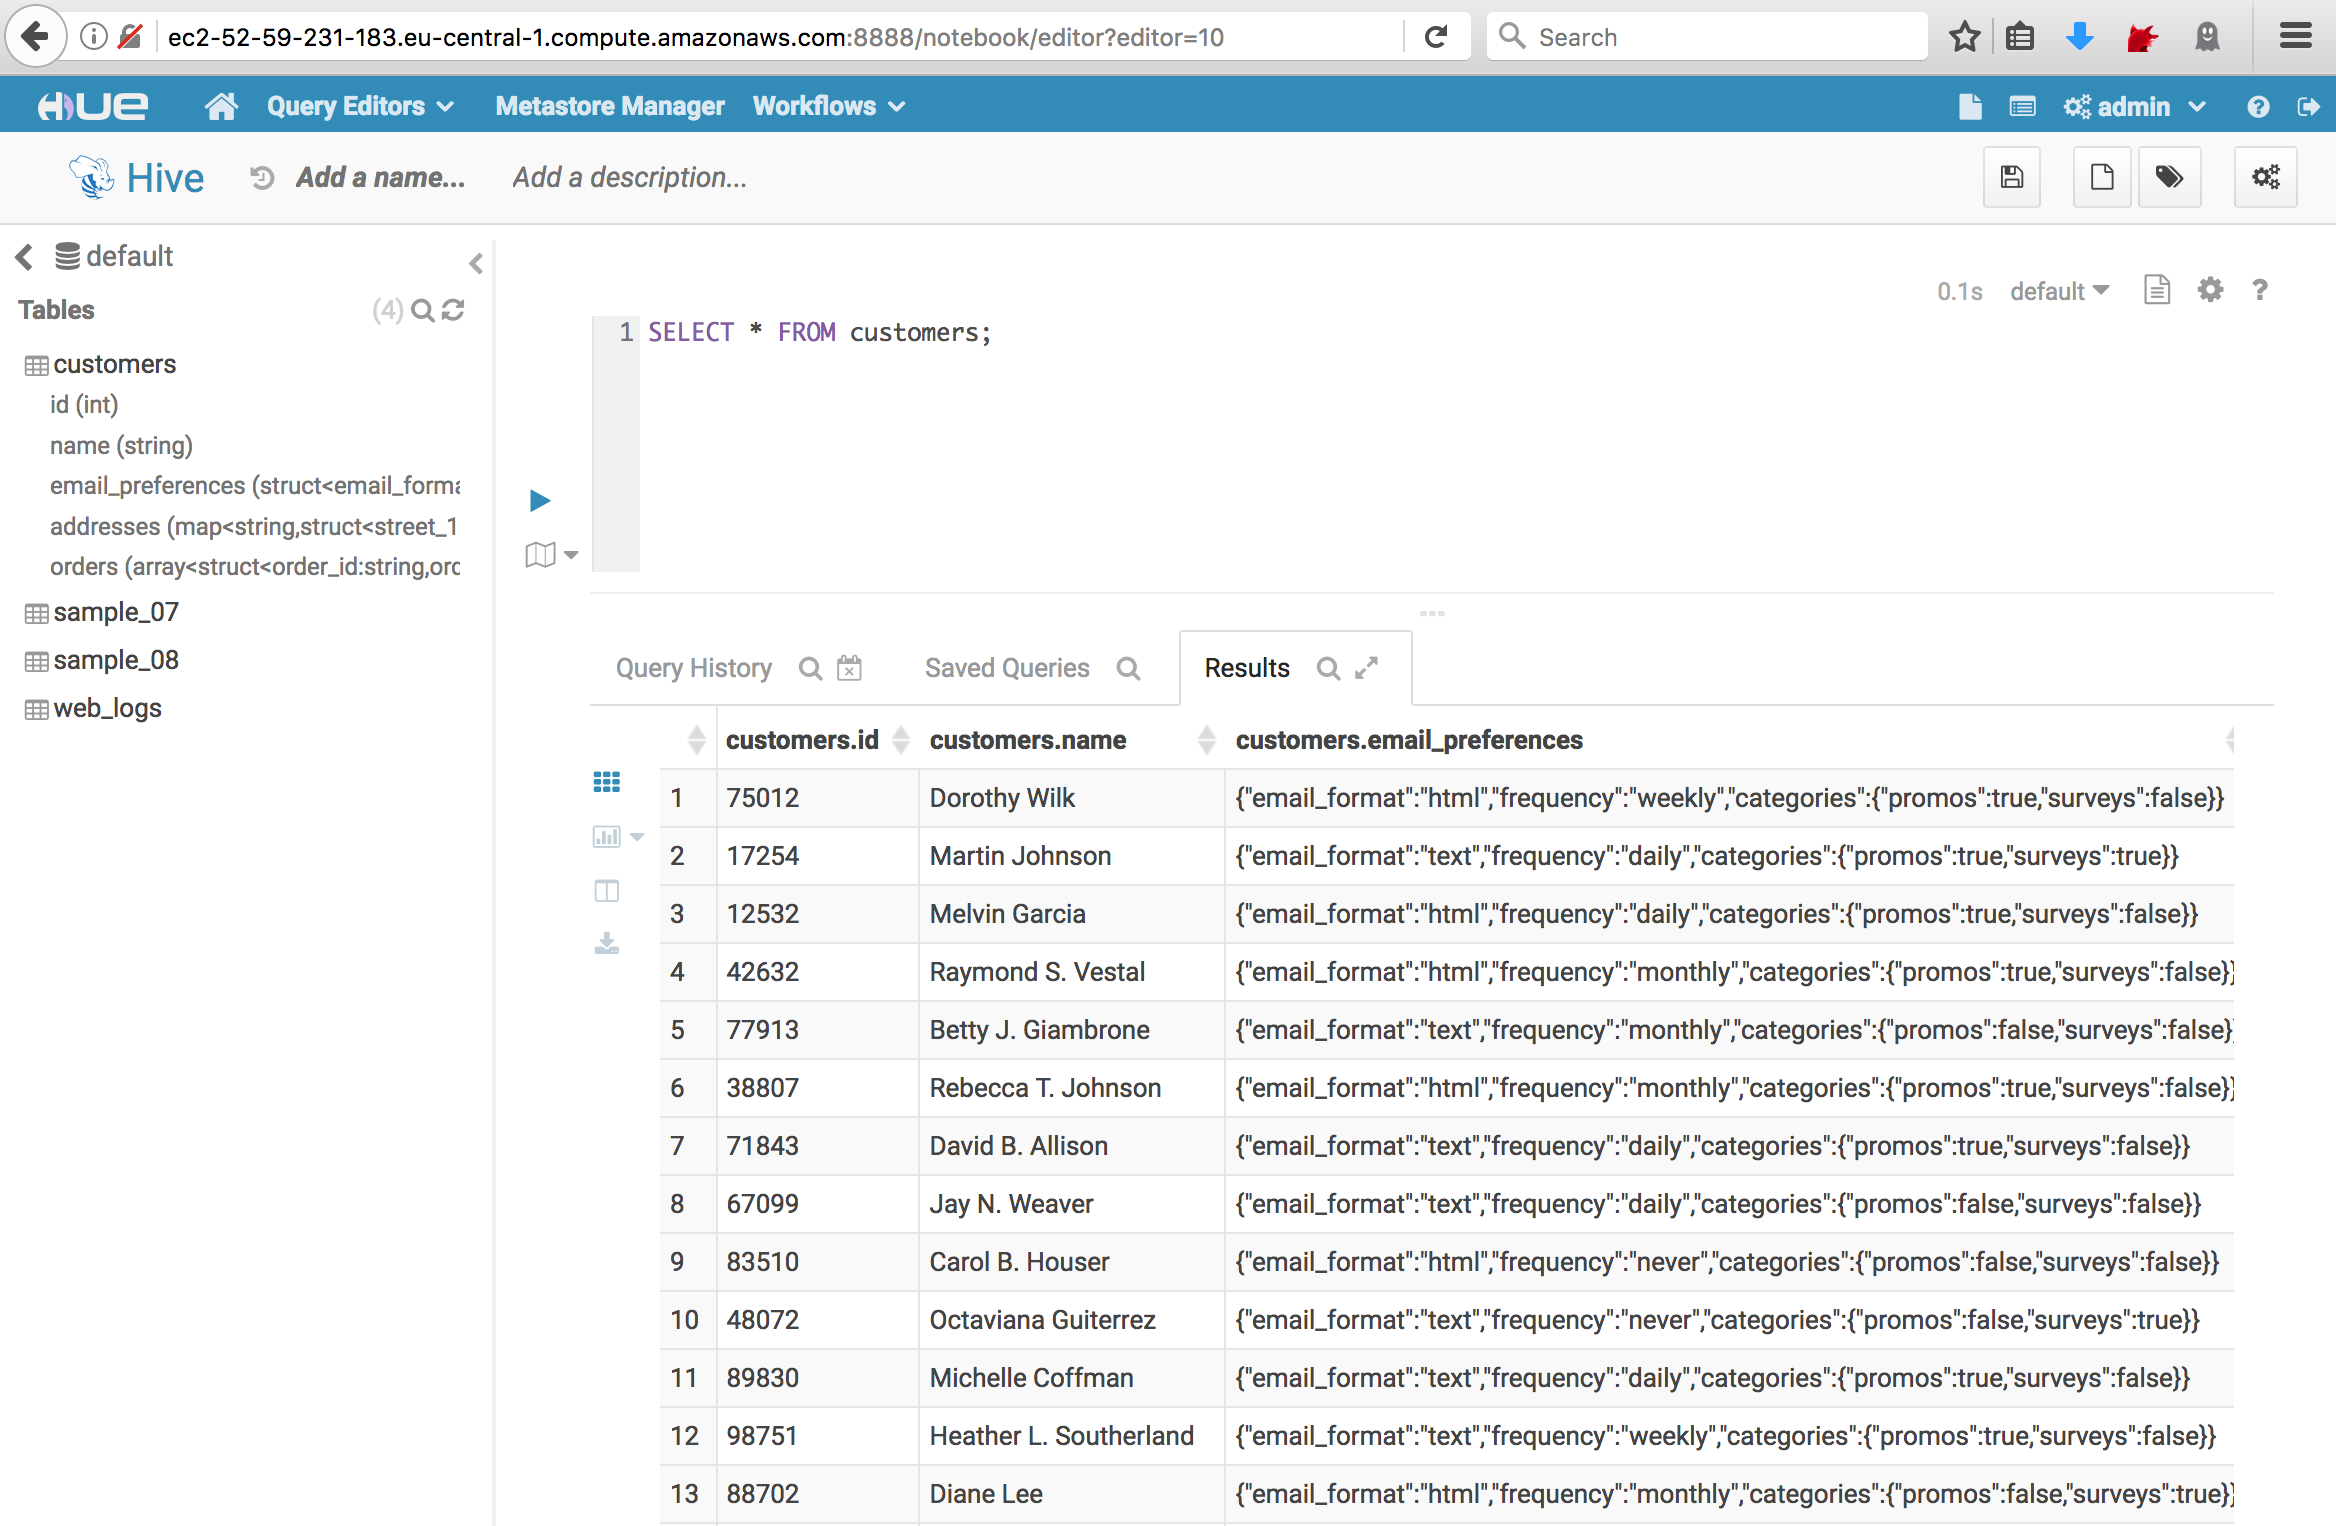 ec2-52-59-231-183.eu-central-1.compute.amazonaws.com:8888/notebook/editor?editor=10
Search
HUE
Query Editors
Metastore Manager
Workflows
admin
Hive
Add a name...
Add a description...
default
Tables
(4)
customers
id (int)
name (string)
email_preferences (struct<email_forma
addresses (map<string,struct<street_1
orders (array<struct<order_id:string,orc
sample_07
sample_08
web_logs
0.1s
default
?
1 SELECT * FROM customers;
Query History
Saved Queries
Results
customers.id customers.name customers.email_preferences
1 75012 Dorothy Wilk {"email_format":"html","frequency":"weekly","categories":{"promos":true,"surveys":false}}
2 17254 Martin Johnson {"email_format":"text","frequency":"daily","categories":{"promos":true,"surveys":true}}
3 12532 Melvin Garcia {"email_format":"html","frequency":"daily","categories":{"promos":true,"surveys":false}}
4 42632 Raymond S. Vestal {"email_format":"html","frequency":"monthly","categories":{"promos":true,"surveys":false}}
5 77913 Betty J. Giambrone {"email_format":"text","frequency":"monthly","categories":{"promos":false,"surveys":false}
6 38807 Rebecca T. Johnson {"email_format":"html","frequency":"monthly","categories":{"promos":true,"surveys":false}}
7 71843 David B. Allison {"email_format":"text","frequency":"daily","categories":{"promos":true,"surveys":false}}
8 67099 Jay N. Weaver {"email_format":"text","frequency":"daily","categories":{"promos":false,"surveys":false}}
9 83510 Carol B. Houser {"email_format":"html","frequency":"never","categories":{"promos":false,"surveys":false}}
10 48072 Octaviana Guiterrez {"email_format":"text","frequency":"never","categories":{"promos":false,"surveys":true}}
11 89830 Michelle Coffman {"email_format":"text","frequency":"daily","categories":{"promos":true,"surveys":false}}
12 98751 Heather L. Southerland {"email_format":"text","frequency":"weekly","categories":{"promos":true,"surveys":false}}
13 88702 Diane Lee {"email_format":"html","frequency":"monthly","categories":{"promos":false,"surveys":true}}